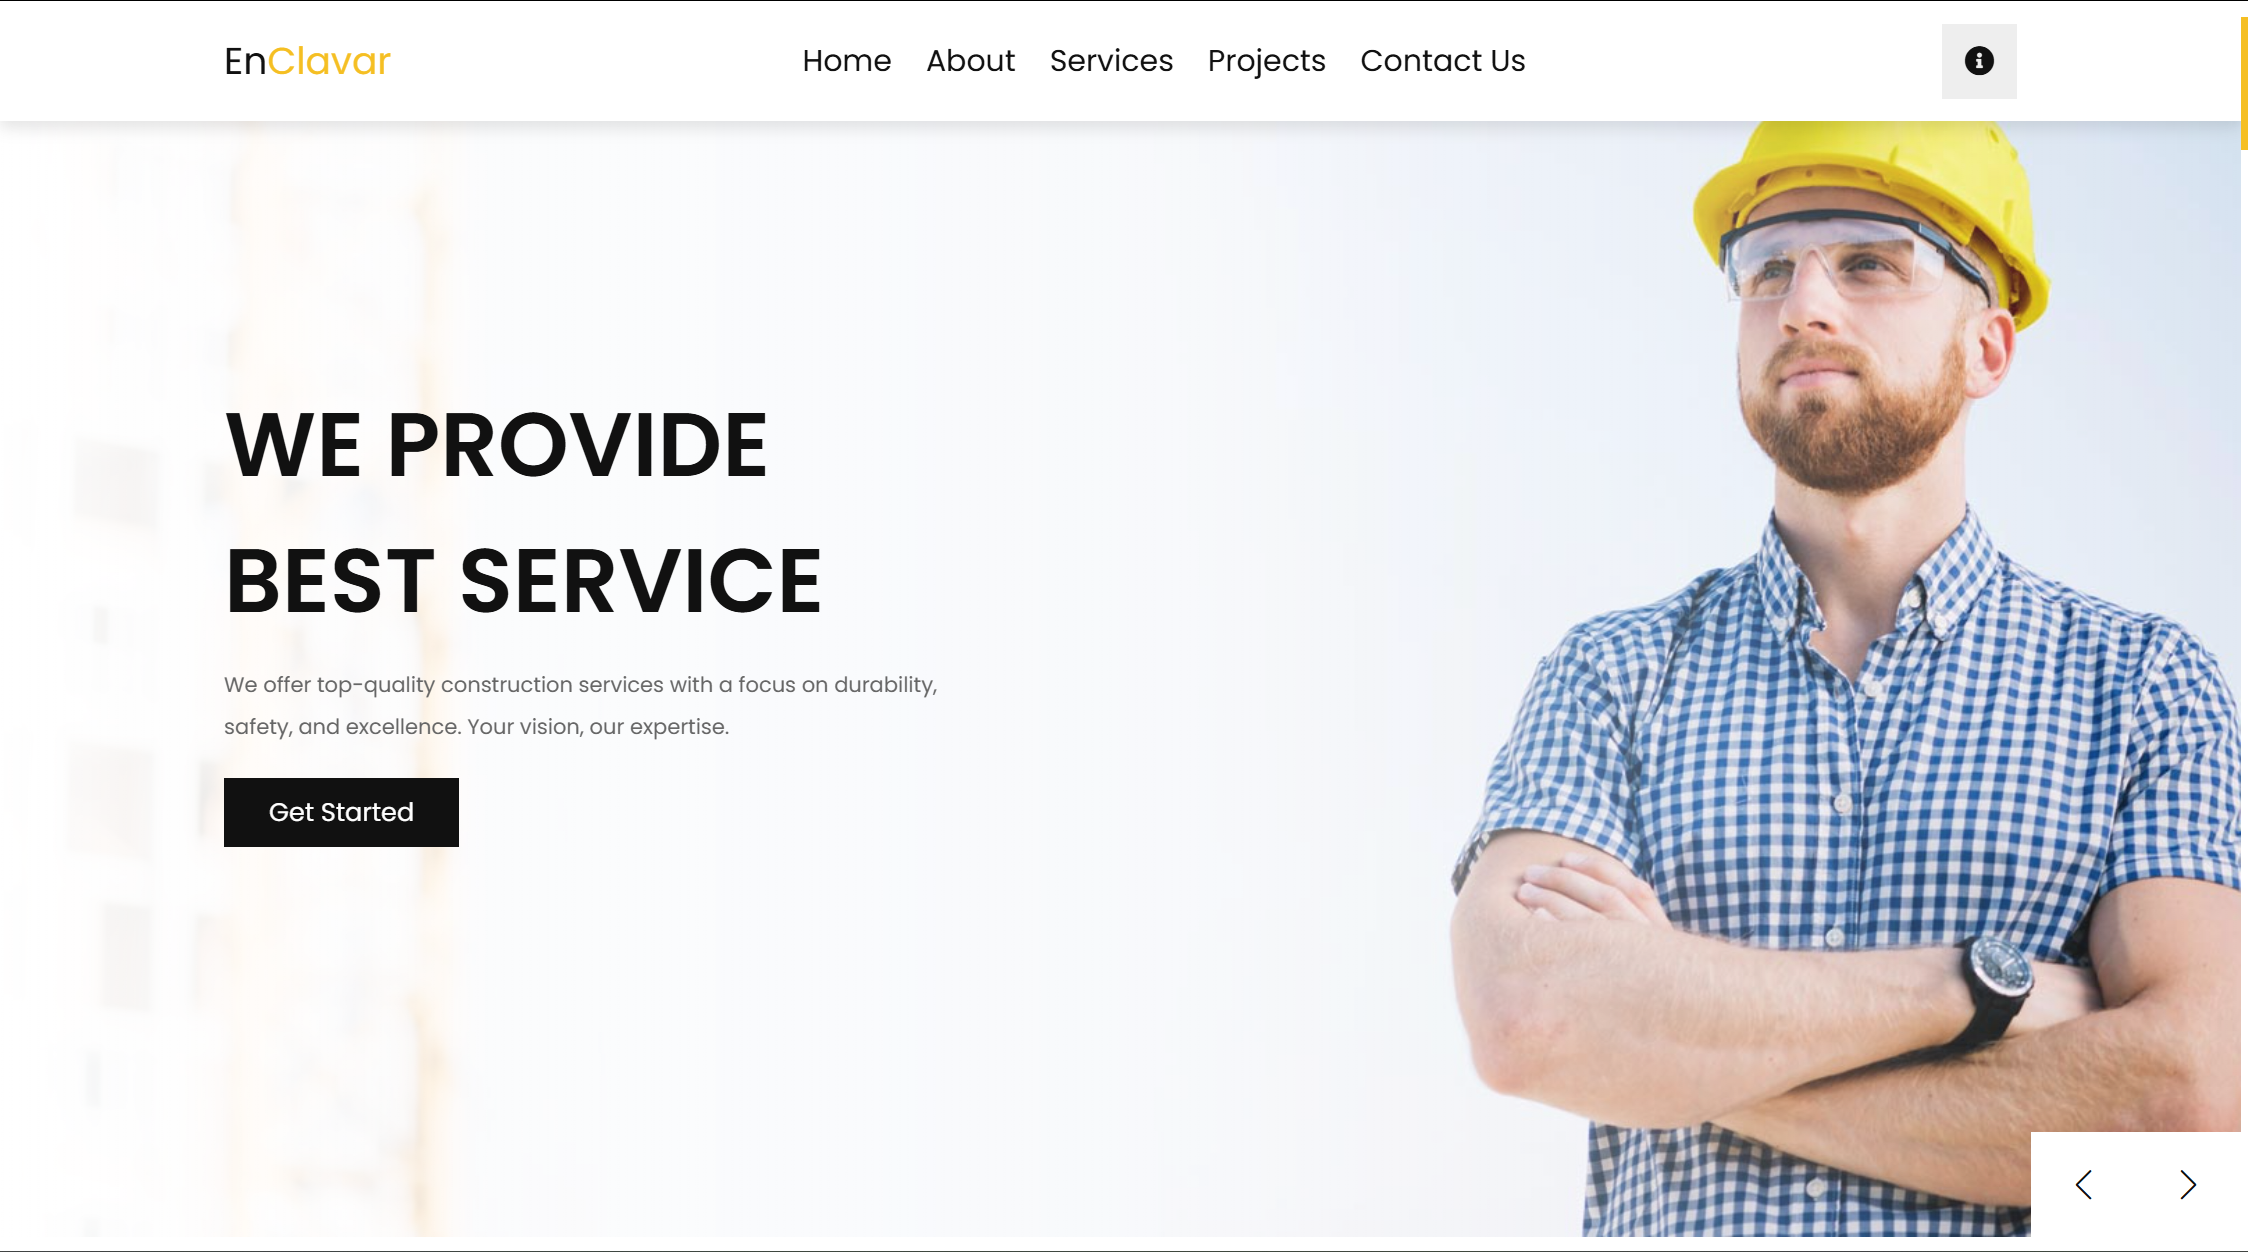 EnClavar
Home About Services Projects Contact Us
WE PROVIDE
BEST SERVICE
We offer top-quality construction services with a focus on durability,
safety, and excellence. Your vision, our expertise.
Get Started